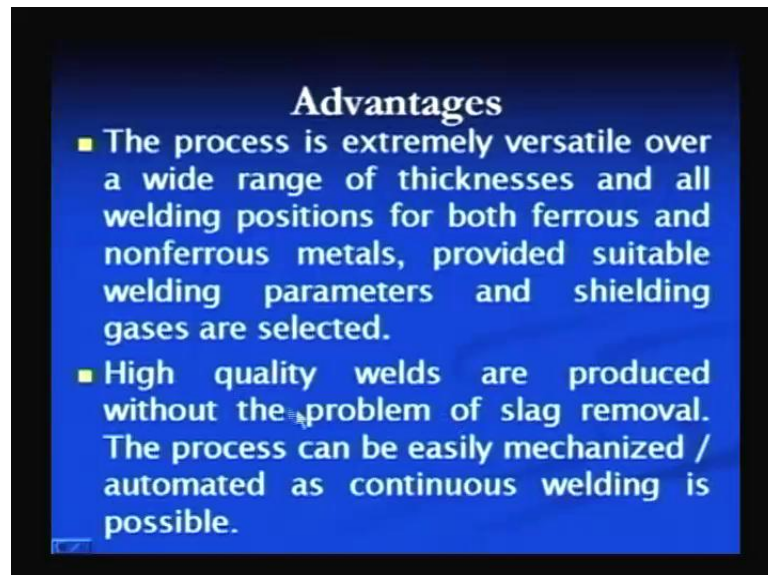 Advantages
The process is extremely versatile over
a wide range of thicknesses and all
welding positions for both ferrous and
nonferrous metals, provided suitable
welding parameters and shielding
gases are selected.
High quality welds are produced
without the problem of slag removal.
The process can be easily mechanized /
automated as continuous welding is
possible.